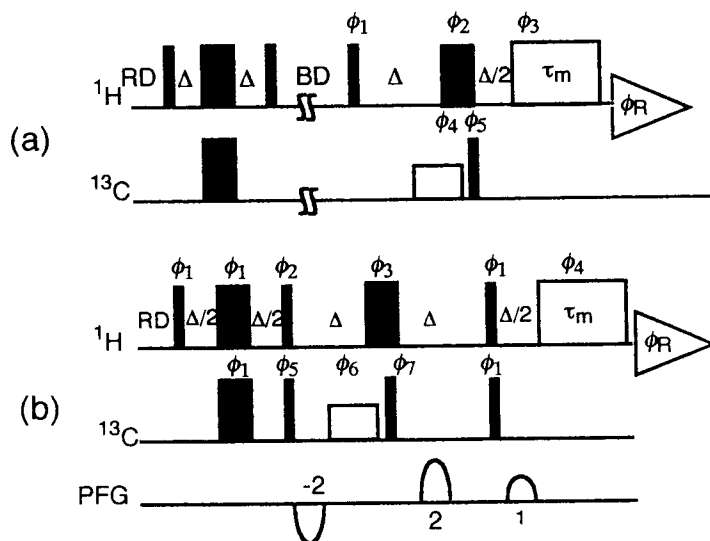 ϕ1 ϕ2 ϕ3
1H RD Δ Δ BD Δ Δ/2 τm ϕR
(a)
ϕ4 ϕ5
13C
ϕ1 ϕ1 ϕ2 ϕ3 ϕ1 ϕ4
1H RD Δ/2 Δ/2 Δ Δ Δ/2 τm ϕR
(b)
ϕ1 ϕ5 ϕ6 ϕ7 ϕ1
13C
PFG -2 2 1